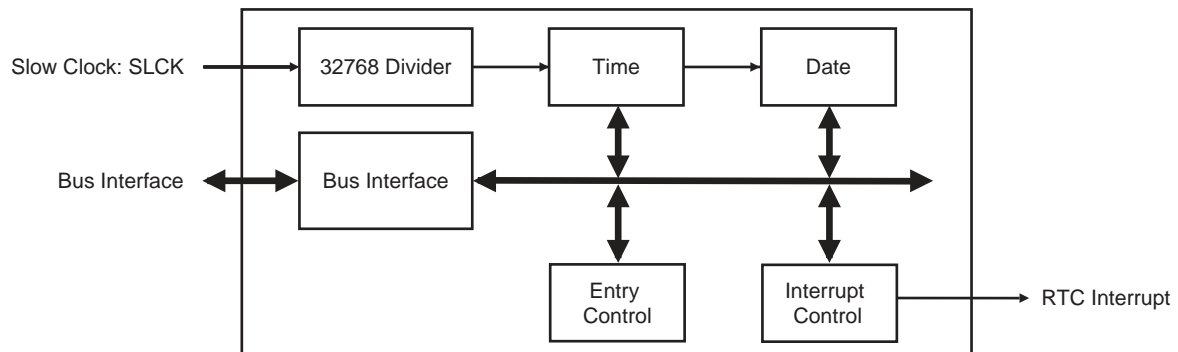 Slow Clock: SLCK
32768 Divider
Time
Date
Bus Interface
Bus Interface
Entry
Control
Interrupt
Control
RTC Interrupt